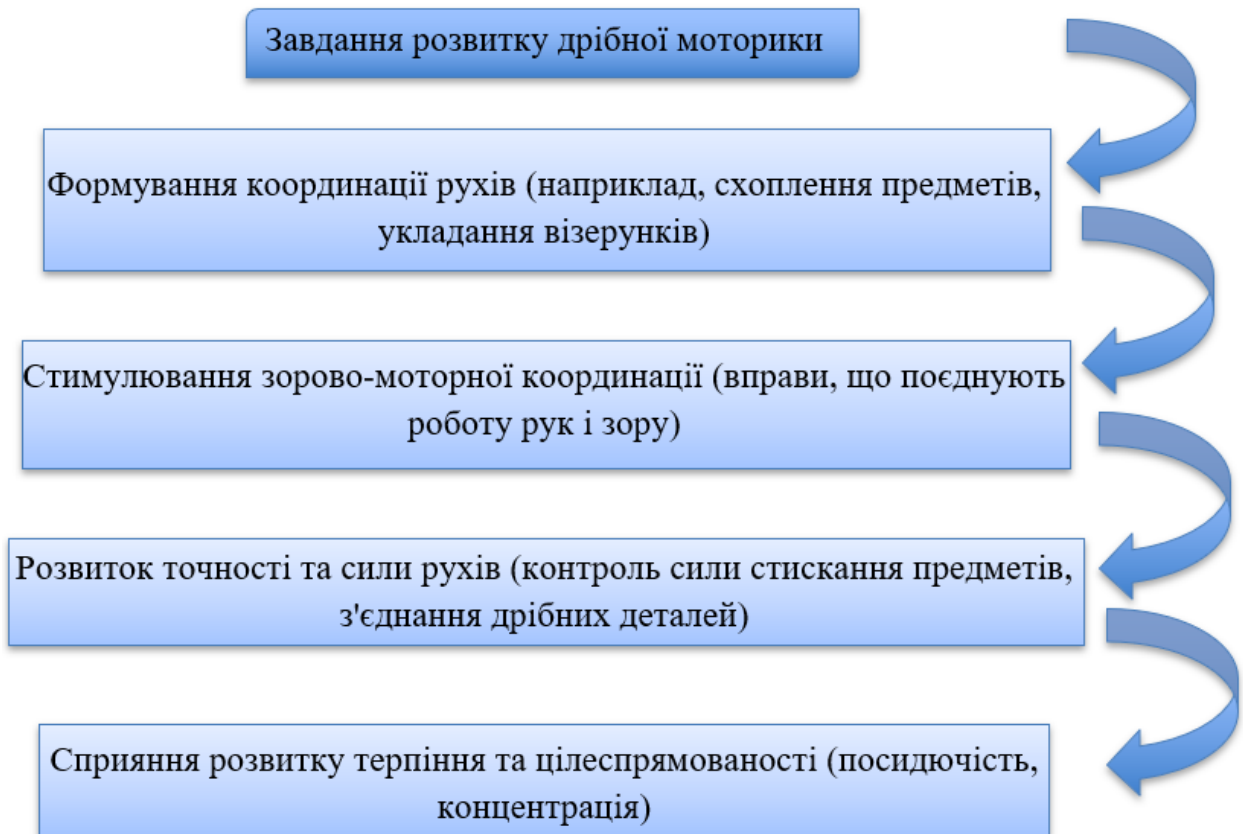 Завдання розвитку дрібної моторики
Формування координації рухів (наприклад, схоплення предметів,
укладання візерунків)
Стимулювання зорово-моторної координації (вправи, що поєднують
роботу рук і зору)
Розвиток точності та сили рухів (контроль сили стискання предметів,
з'єднання дрібних деталей)
Сприяння розвитку терпіння та цілеспрямованості (посидючість,
концентрація)